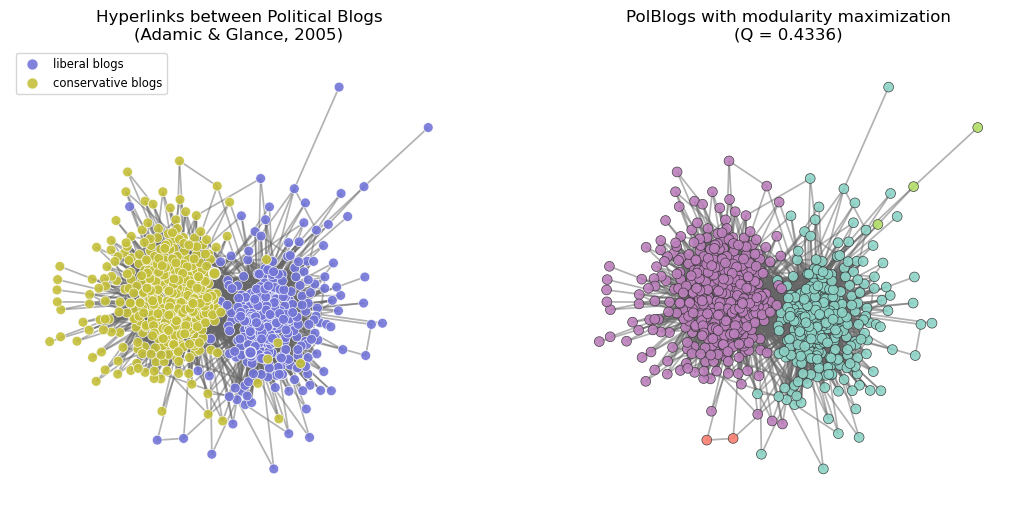 Hyperlinks between Political Blogs
(Adamic & Glance, 2005)
liberal blogs
conservative blogs
PolBlogs with modularity maximization
(Q = 0.4336)